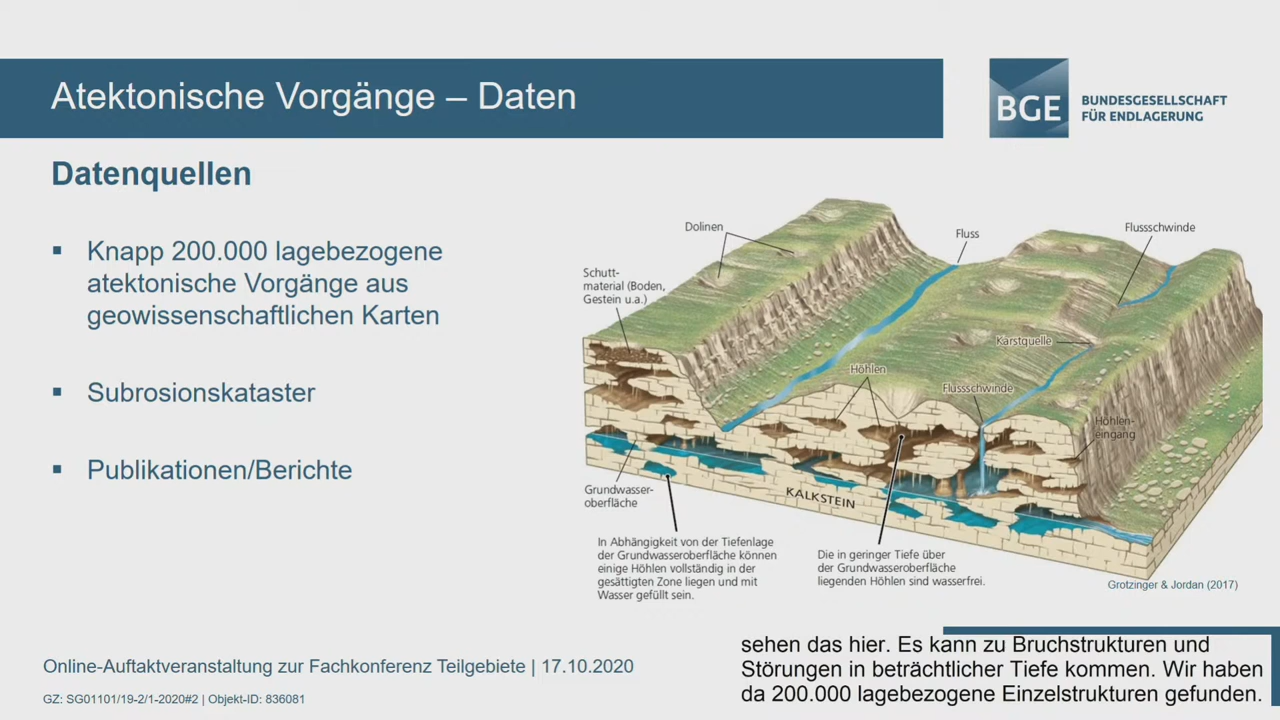 Atektonische Vorgänge – Daten
BGE
BUNDESGESELLSCHAFT
FÜR ENDLAGERUNG
Datenquellen
▪ Knapp 200.000 lagebezogene
atektonische Vorgänge aus
geowissenschaftlichen Karten
▪ Subrosionskataster
▪ Publikationen/Berichte
Dolinen
Fluss
Flussschwinde
Schutt-
material (Boden,
Gestein u.a.)
Karstquelle
Höhlen
Flussschwinde
Höhlen-
eingang
Grundwasser-
oberfläche
KALKSTEIN
In Abhängigkeit von der Tiefenlage
der Grundwasseroberfläche können
einige Höhlen vollständig in der
gesättigten Zone liegen und mit
Wasser gefüllt sein.
Die in geringer Tiefe über
der Grundwasseroberfläche
liegenden Höhlen sind wasserfrei.
Grotzinger & Jordan (2017)
Online-Auftaktveranstaltung zur Fachkonferenz Teilgebiete | 17.10.2020
GZ: SG01101/19-2/1-2020#2 | Objekt-ID: 836081
sehen das hier. Es kann zu Bruchstrukturen und
Störungen in beträchtlicher Tiefe kommen. Wir haben
da 200.000 lagebezogene Einzelstrukturen gefunden.